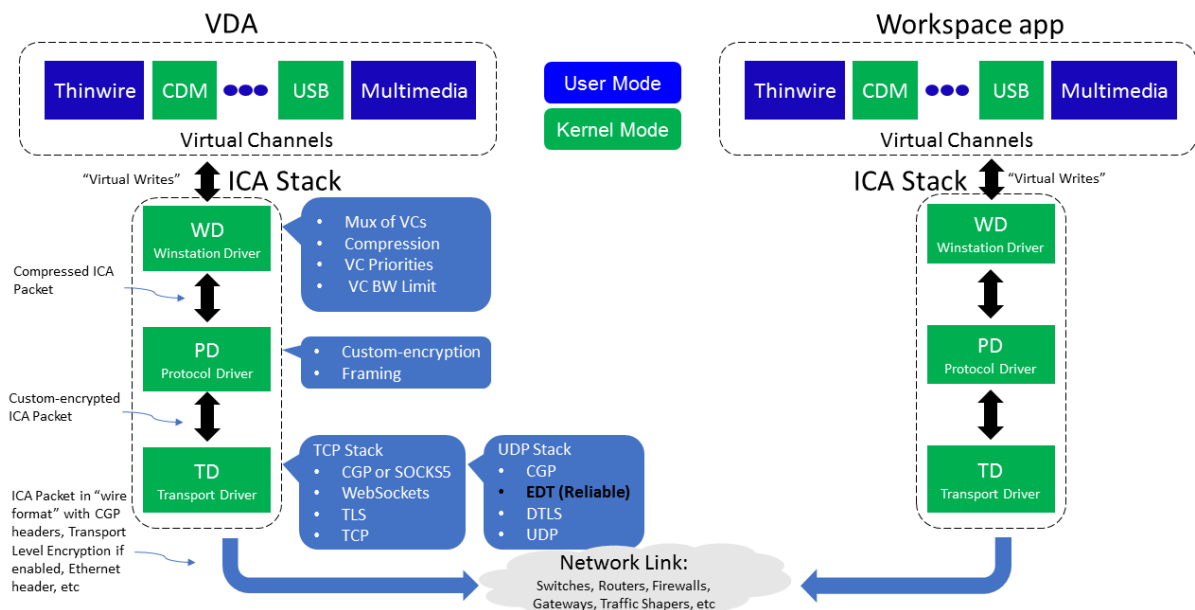 VDA
Thinwire
CDM
USB
Multimedia
Virtual Channels
User Mode
Kernel Mode
Workspace app
Thinwire
CDM
USB
Multimedia
Virtual Channels
“Virtual Writes”
ICA Stack
WD
Winstation Driver
• Mux of VCs
• Compression
• VC Priorities
• VC BW Limit
Compressed ICA
Packet
PD
Protocol Driver
• Custom-encryption
• Framing
Custom-encrypted
ICA Packet
TD
Transport Driver
TCP Stack
• CGP or SOCKS5
• WebSockets
• TLS
• TCP
UDP Stack
• CGP
• EDT (Reliable)
• DTLS
• UDP
ICA Packet in “wire
format” with CGP
headers, Transport
Level Encryption if
enabled, Ethernet
header, etc
ICA Stack
“Virtual Writes”
WD
Winstation Driver
PD
Protocol Driver
TD
Transport Driver
Network Link:
Switches, Routers, Firewalls,
Gateways, Traffic Shapers, etc